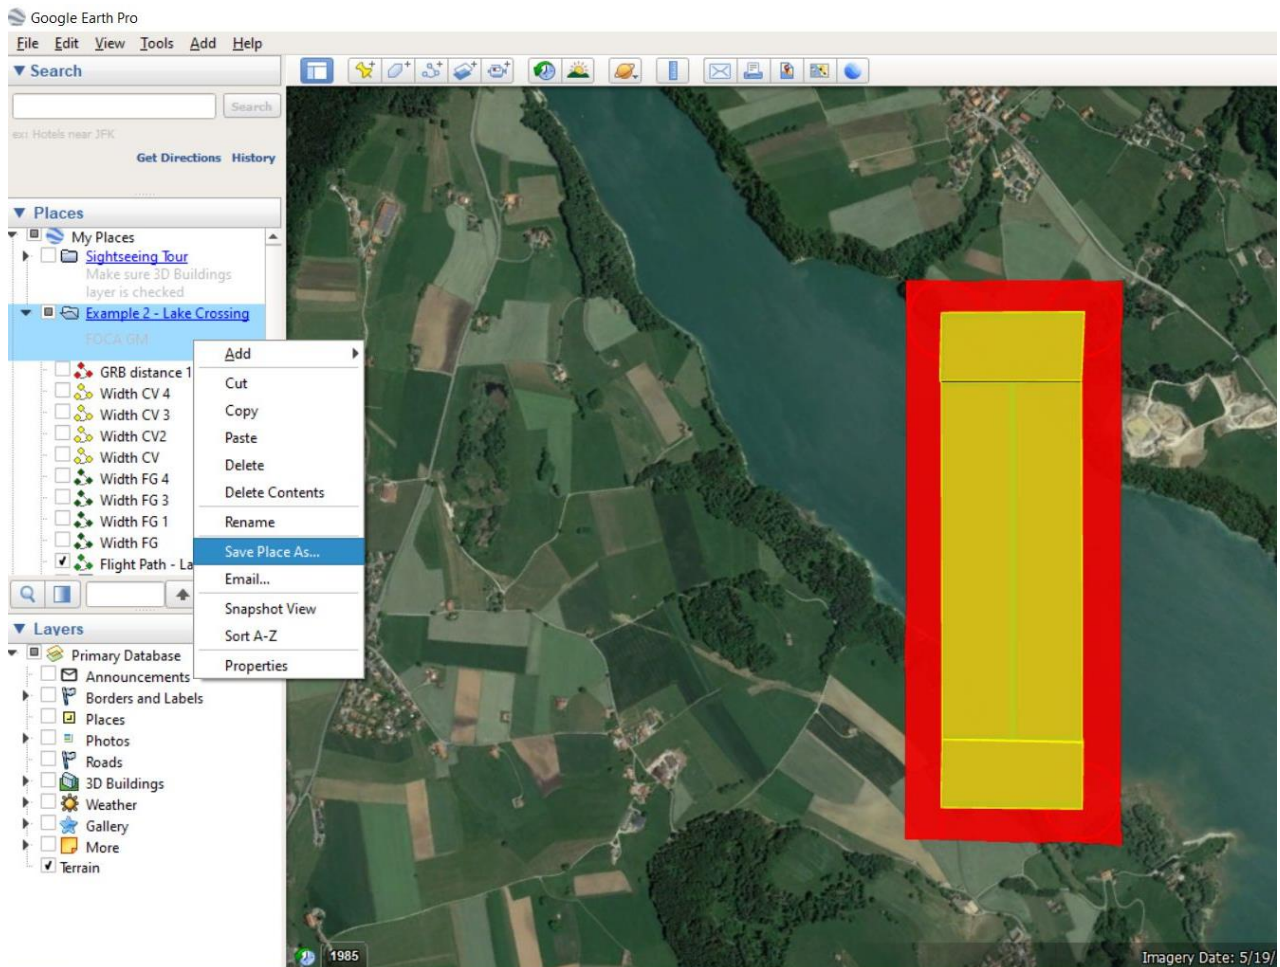 Google Earth Pro
File Edit View Tools Add Help
Search
Search
ex: Hotels near JFK
Get Directions History
Places
My Places
Sightseeing Tour
Make sure 3D Buildings
layer is checked
Example 2 - Lake Crossing
FOCA GM
GRB distance 1
Width CV 4
Width CV 3
Width CV2
Width CV
Width FG 4
Width FG 3
Width FG 1
Width FG
Flight Path - La
Add
Cut
Copy
Paste
Delete
Delete Contents
Rename
Save Place As...
Email...
Snapshot View
Sort A-Z
Properties
Layers
Primary Database
Announcements
Borders and Labels
Places
Photos
Roads
3D Buildings
Weather
Gallery
More
Terrain
1985
Imagery Date: 5/19/